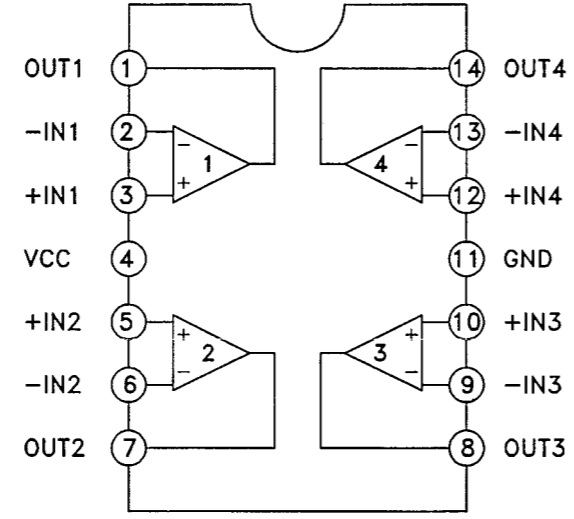 OUT1 1 14 OUT4
-IN1 2 13 -IN4
- -
1 4
+ +
+IN1 3 12 +IN4
VCC 4 11 GND
+IN2 5 10 +IN3
+ +
2 3
- -
-IN2 6 9 -IN3
OUT2 7 8 OUT3